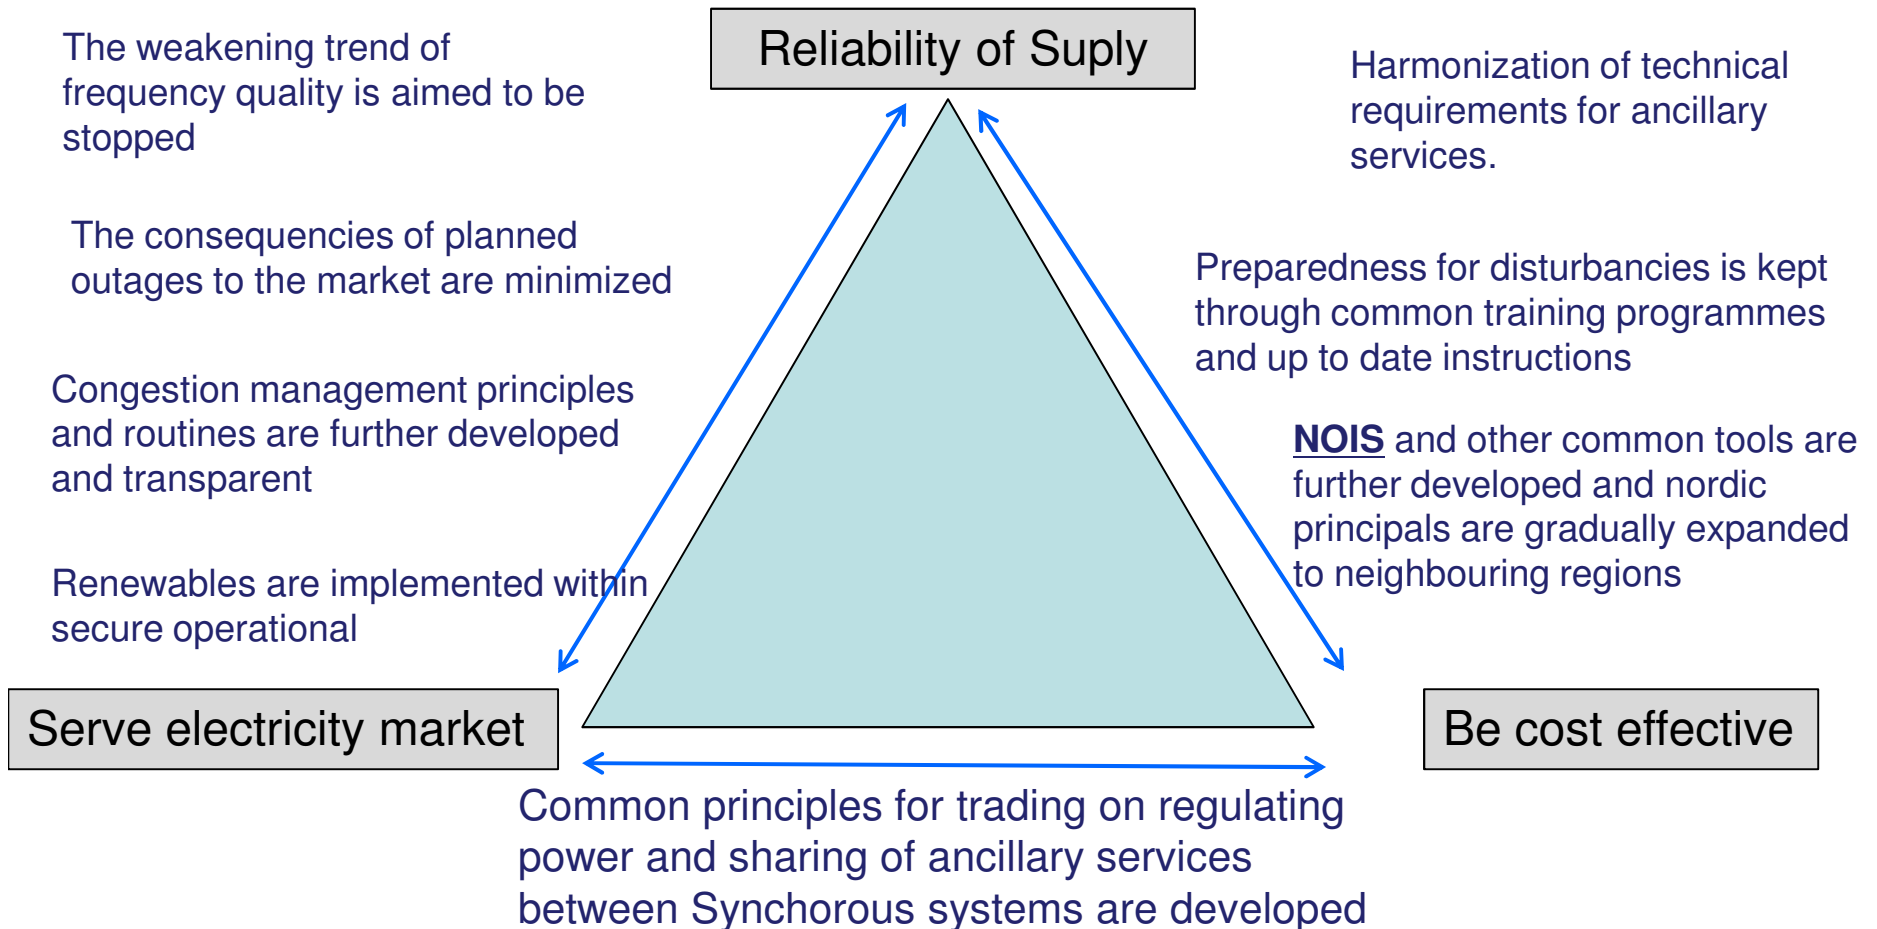 Reliability of Suply
The weakening trend of
frequency quality is aimed to be
stopped
The consequencies of planned
outages to the market are minimized
Congestion management principles
and routines are further developed
and transparent
Renewables are implemented within
secure operational
Harmonization of technical
requirements for ancillary
services.
Preparedness for disturbancies is kept
through common training programmes
and up to date instructions
NOIS and other common tools are
further developed and nordic
principals are gradually expanded
to neighbouring regions
Serve electricity market
Be cost effective
Common principles for trading on regulating
power and sharing of ancillary services
between Synchorous systems are developed